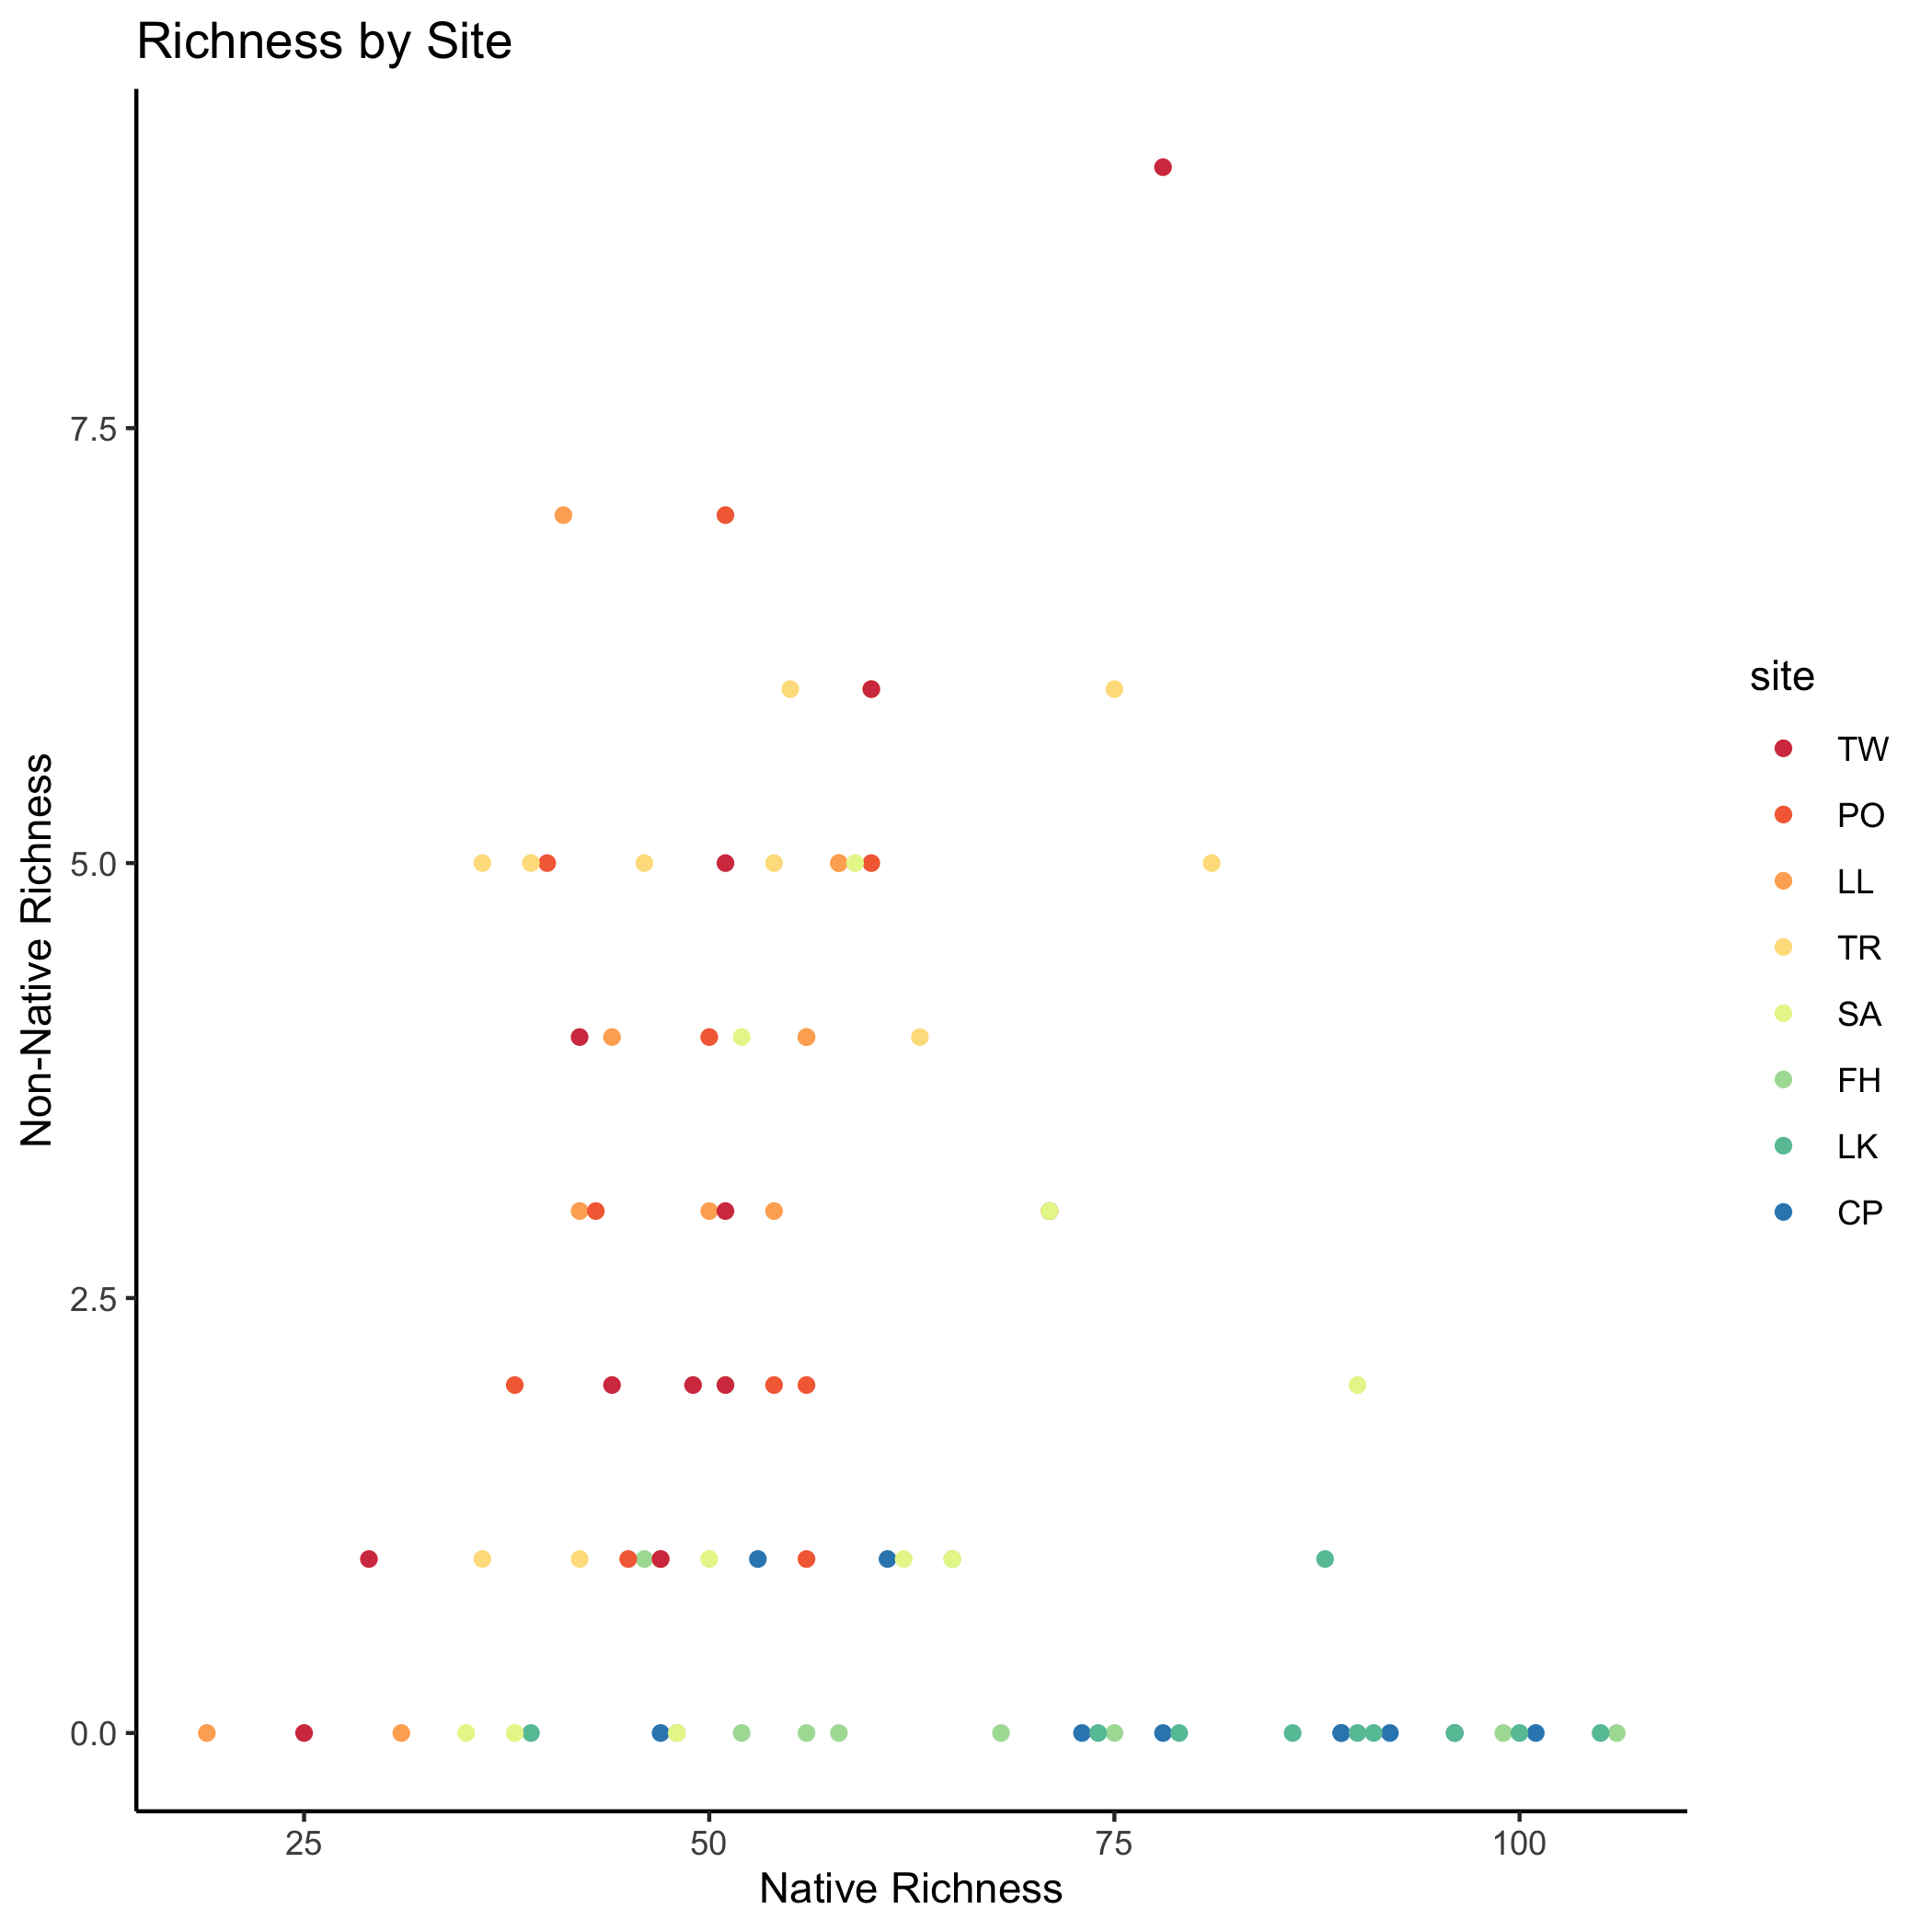 Richness by Site
Non-Native Richness
7.5
5.0
2.5
0.0
25
50
75
100
Native Richness
site
TW
PO
LL
TR
SA
FH
LK
CP